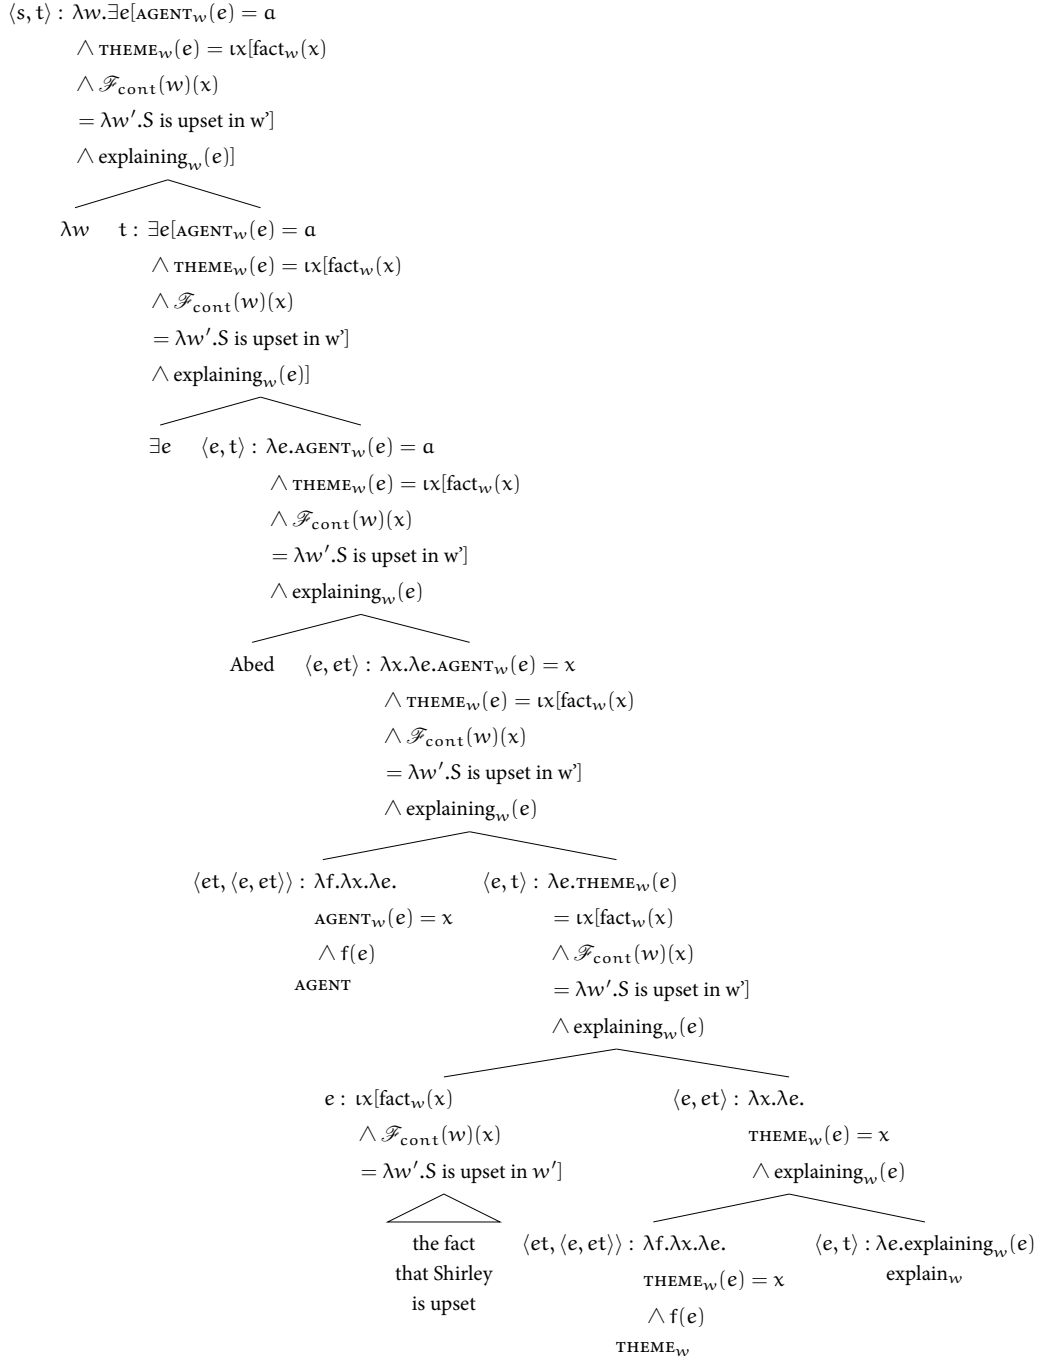 ⟨s, t⟩ : λw.∃e[AGENT_w(e) = a
∧ THEME_w(e) = ιx[fact_w(x)
∧ ℱ_cont(w)(x)
= λw′.S is upset in w’]
∧ explaining_w(e)]
λw t : ∃e[AGENT_w(e) = a
∧ THEME_w(e) = ιx[fact_w(x)
∧ ℱ_cont(w)(x)
= λw′.S is upset in w’]
∧ explaining_w(e)]
∃e ⟨e, t⟩ : λe.AGENT_w(e) = a
∧ THEME_w(e) = ιx[fact_w(x)
∧ ℱ_cont(w)(x)
= λw′.S is upset in w’]
∧ explaining_w(e)
Abed ⟨e, et⟩ : λx.λe.AGENT_w(e) = x
∧ THEME_w(e) = ιx[fact_w(x)
∧ ℱ_cont(w)(x)
= λw′.S is upset in w’]
∧ explaining_w(e)
⟨et, ⟨e, et⟩⟩ : λf.λx.λe.
AGENT_w(e) = x
∧ f(e)
AGENT
⟨e, t⟩ : λe.THEME_w(e)
= ιx[fact_w(x)
∧ ℱ_cont(w)(x)
= λw′.S is upset in w’]
∧ explaining_w(e)
e : ιx[fact_w(x)
∧ ℱ_cont(w)(x)
= λw′.S is upset in w′]
the fact
that Shirley
is upset
⟨e, et⟩ : λx.λe.
THEME_w(e) = x
∧ explaining_w(e)
⟨et, ⟨e, et⟩⟩ : λf.λx.λe.
THEME_w(e) = x
∧ f(e)
THEME_w
⟨e, t⟩ : λe.explaining_w(e)
explain_w